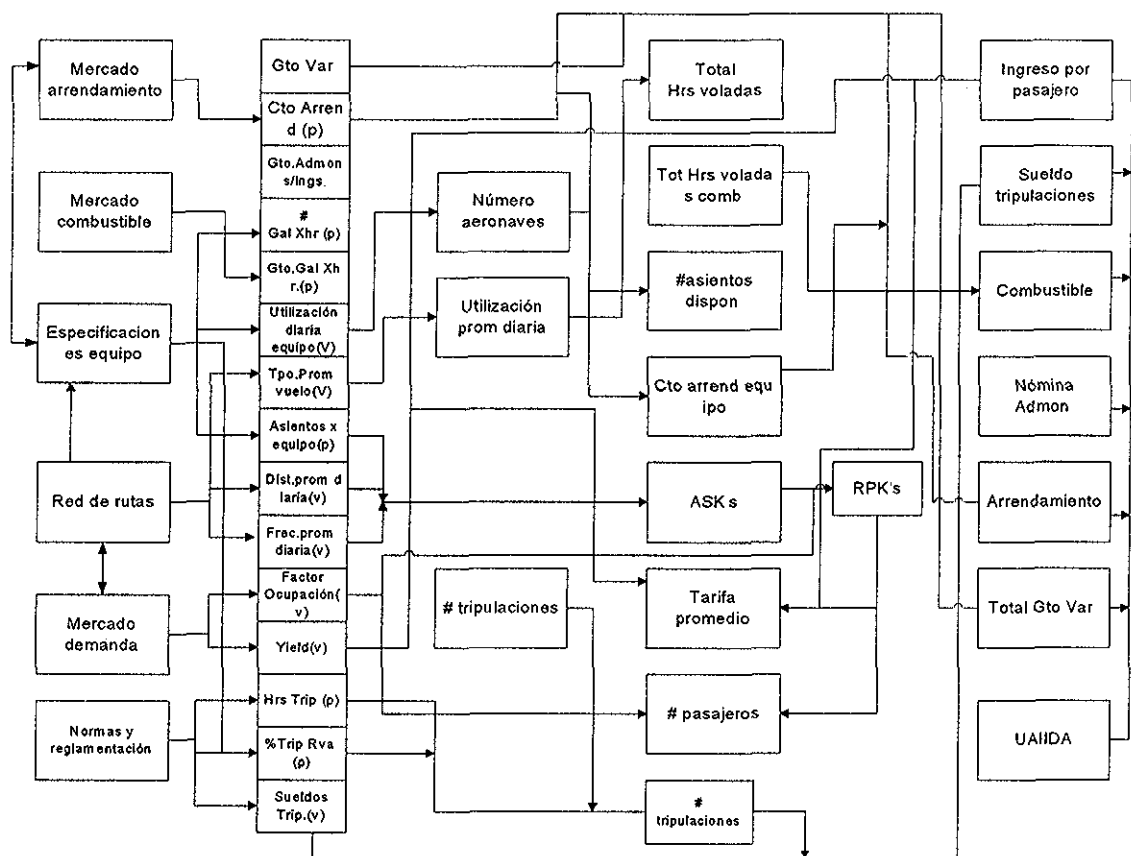 Mercado
arrendamiento
Mercado
combustible
Especificacion
es equipo
Red de rutas
Mercado
demanda
Normas y
reglamentación
Gto Var
Cto Arren
d (p)
Gto.Admon
s/Ings.
#
Gal Xhr (p)
Gto.Gal Xh
r.(p)
Utilización
diaria
equipo(V)
Tpo.Prom
vuelo(V)
Asientos x
equipo(p)
Dist.prom d
iaria(v)
Frec.prom
diaria(v)
Factor
Ocupación(
v)
Yield(v)
Hrs Trip (p)
%Trip Rva
(p)
Sueldos
Trip.(v)
Número
aeronaves
Utilización
prom diaria
# tripulaciones
Total
Hrs voladas
Tot Hrs volada
s comb
#asientos
dispon
Cto arrend equ
ipo
ASK s
RPK's
Tarifa
promedio
# pasajeros
#
tripulaciones
Ingreso por
pasajero
Sueldo
tripulaciones
Combustible
Nómina
Admon
Arrendamiento
Total Gto Var
UAIIDA